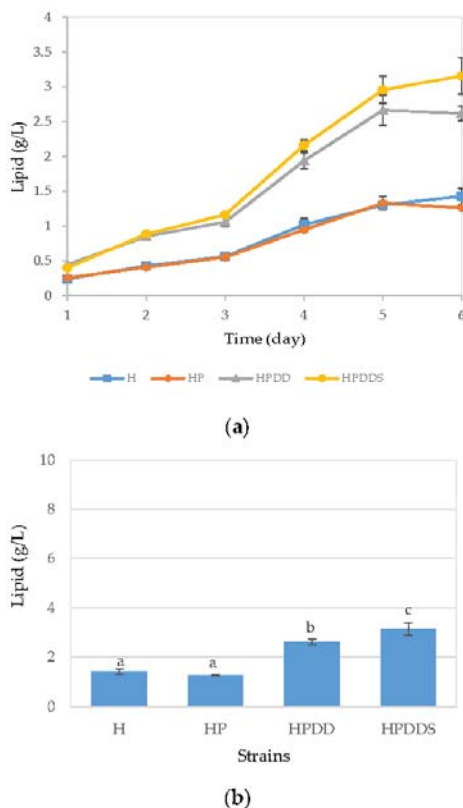 4
3.5
3
2.5
2
1.5
1
0.5
0
Lipid (g/L)
1 2 3 4 5 6
Time (day)
H HP HPDD HPDDS
(a)
10
8
6
4
2
0
Lipid (g/L)
a a b c
H HP HPDD HPDDS
Strains
(b)